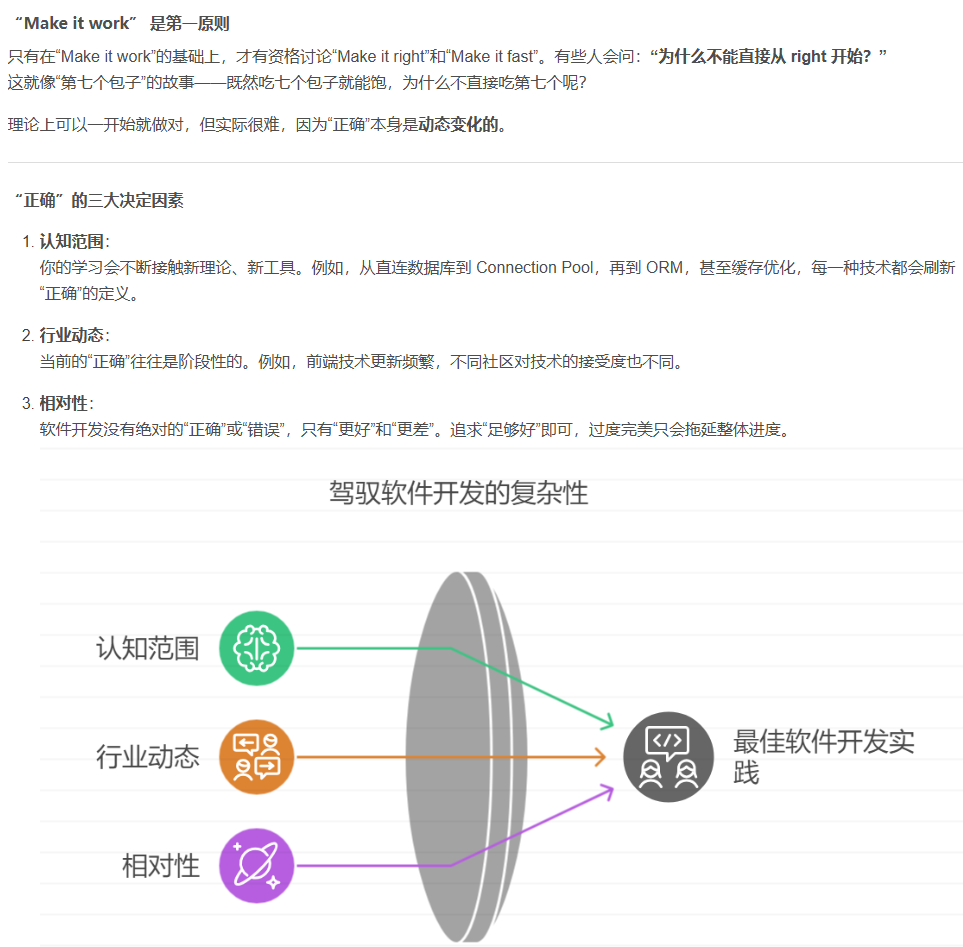 “Make it work” 是第一原则
只有在“Make it work”的基础上，才有资格讨论“Make it right”和“Make it fast”。有些人会问：“为什么不能直接从 right 开始？”
这就像“第七个包子”的故事——既然吃七个包子就能饱，为什么不直接吃第七个呢？
理论上可以一开始就做对，但实际很难，因为“正确”本身是动态变化的。
“正确”的三大决定因素
1. 认知范围：
你的学习会不断接触新理论、新工具。例如，从直连数据库到 Connection Pool，再到 ORM，甚至缓存优化，每一种技术都会刷新
“正确”的定义。
2. 行业动态：
当前的“正确”往往是阶段性的。例如，前端技术更新频繁，不同社区对技术的接受度也不同。
3. 相对性：
软件开发没有绝对的“正确”或“错误”，只有“更好”和“更差”。追求“足够好”即可，过度完美只会拖延整体进度。
驾驭软件开发的复杂性
认知范围
行业动态
相对性
最佳软件开发实
践